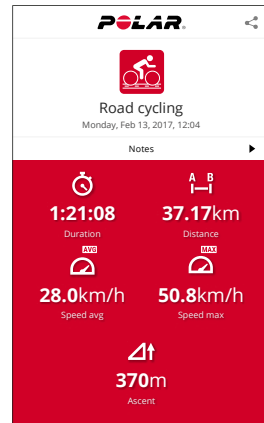 POLAR.
Road cycling
Monday, Feb 13, 2017, 12:04
Notes
A B
1:21:08 37.17km
Duration Distance
AVG MAX
28.0km/h 50.8km/h
Speed avg Speed max
370m
Ascent